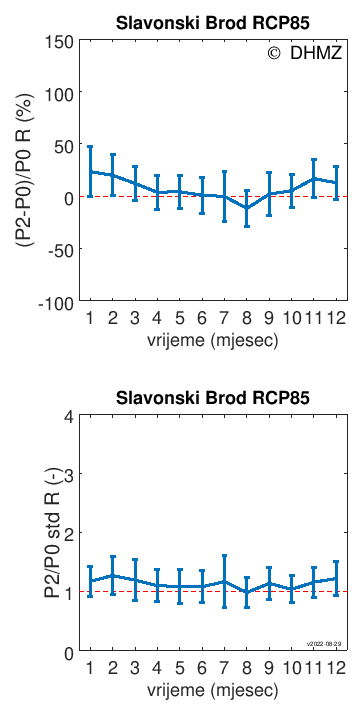 Slavonski Brod RCP85
© DHMZ
(P2-P0)/P0 R (%)
150
100
50
0
-50
-100
1 2 3 4 5 6 7 8 9 10 11 12
vrijeme (mjesec)
Slavonski Brod RCP85
P2/P0 std R (-)
4
3
2
1
0
v2022-08-29
1 2 3 4 5 6 7 8 9 10 11 12
vrijeme (mjesec)